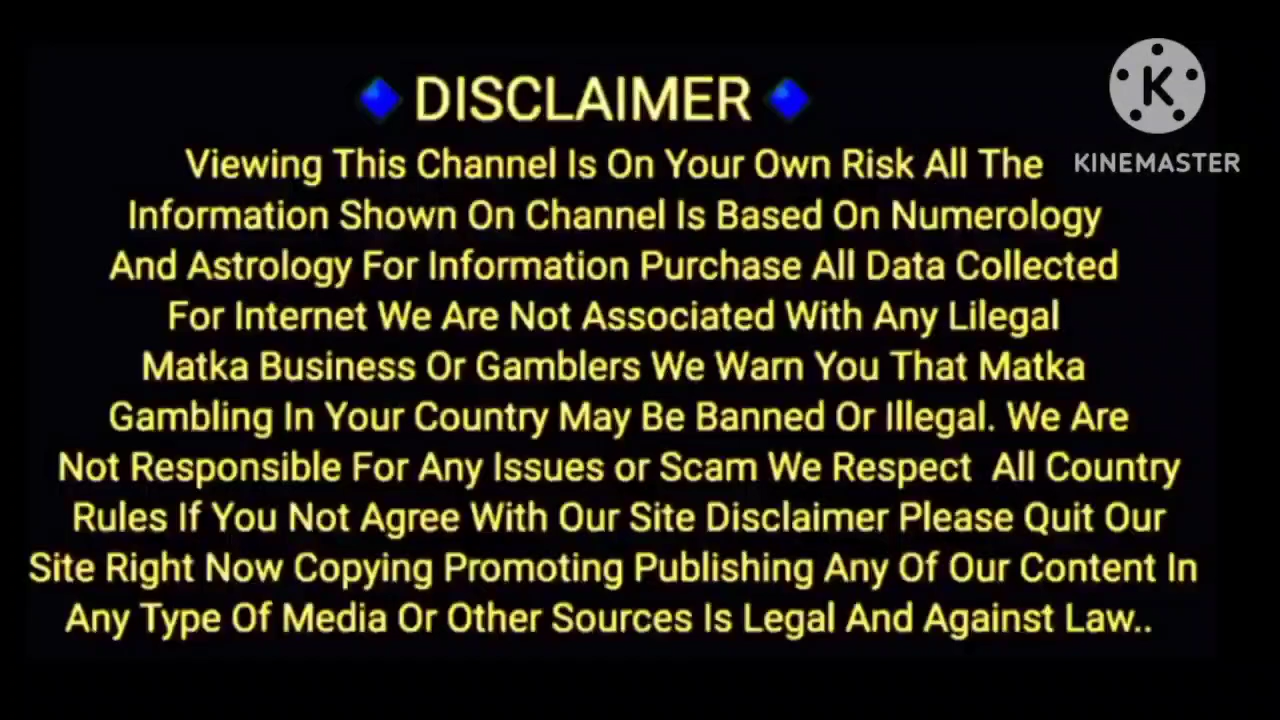 DISCLAIMER
Viewing This Channel Is On Your Own Risk All The
Information Shown On Channel Is Based On Numerology
And Astrology For Information Purchase All Data Collected
For Internet We Are Not Associated With Any Lilegal
Matka Business Or Gamblers We Warn You That Matka
Gambling In Your Country May Be Banned Or Illegal. We Are
Not Responsible For Any Issues or Scam We Respect All Country
Rules If You Not Agree With Our Site Disclaimer Please Quit Our
Site Right Now Copying Promoting Publishing Any Of Our Content In
Any Type Of Media Or Other Sources Is Legal And Against Law..
K
KINEMASTER